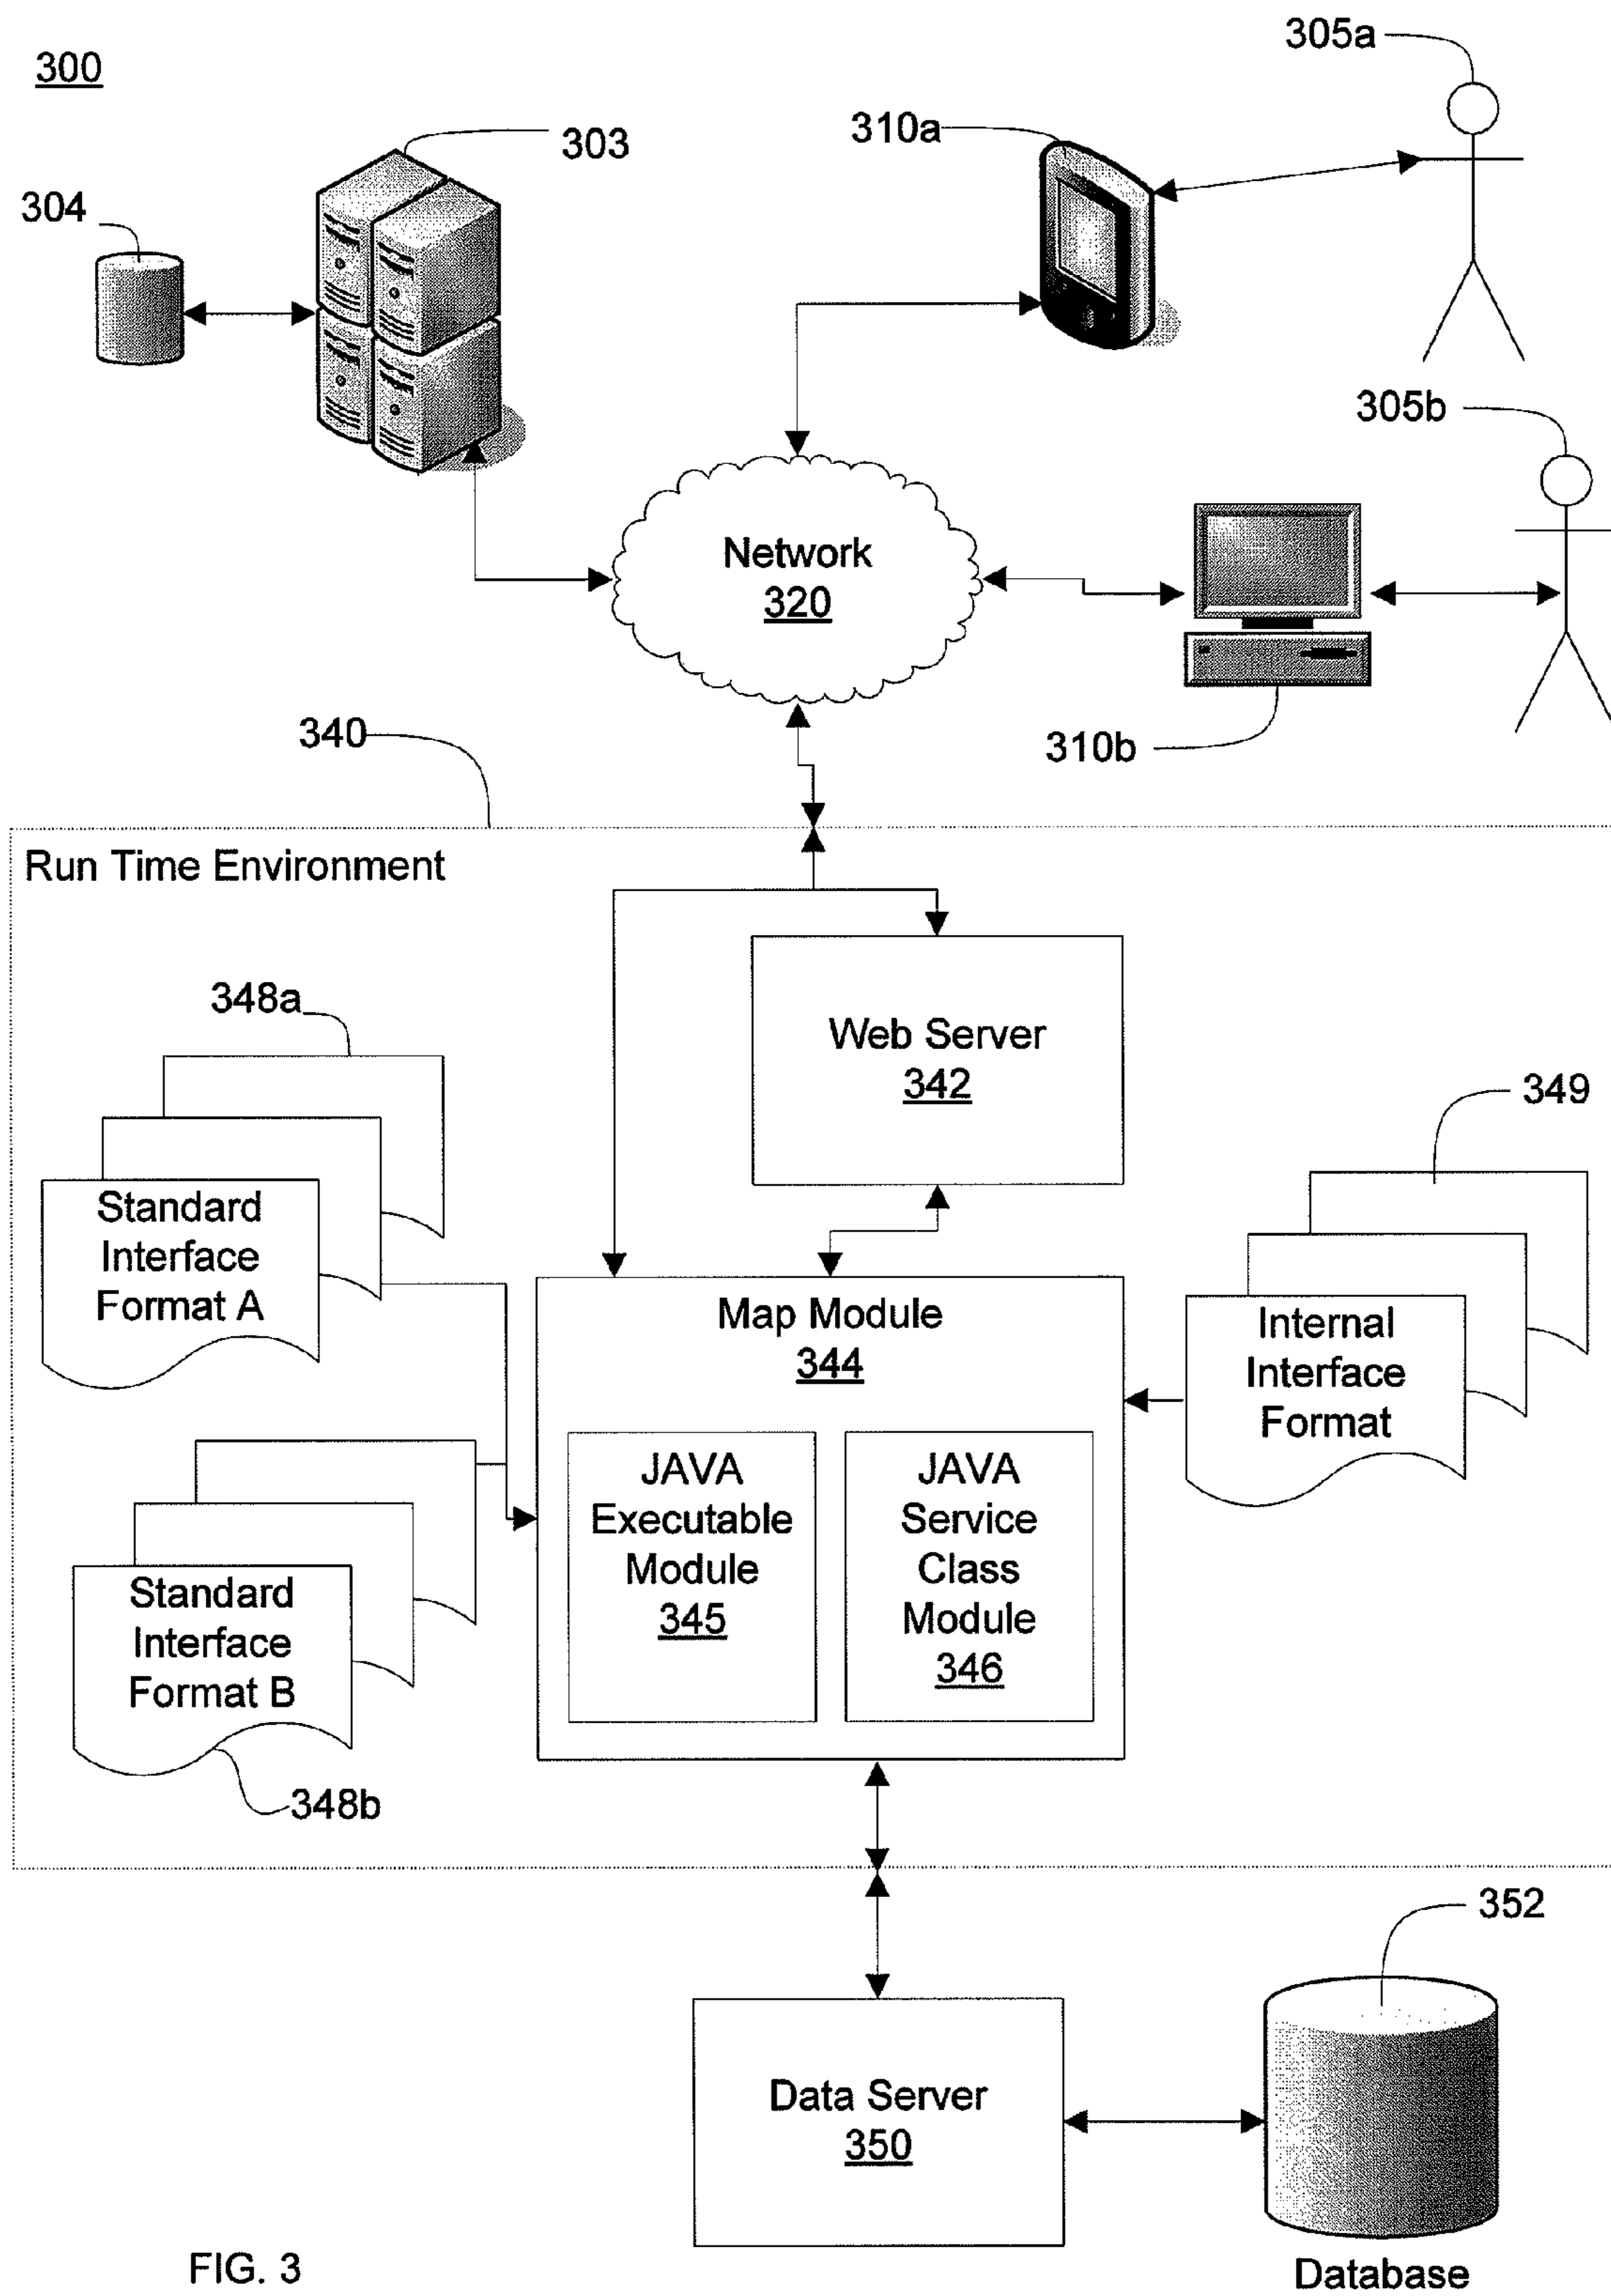 305a
300
310a
303
304
305b
Network
320
340
310b
Run Time Environment
348a
Web Server
342
349
Standard
Interface
Format A
Map Module
344
Internal
Interface
Format
JAVA
Executable
Module
345
JAVA
Service
Class
Module
346
Standard
Interface
Format B
348b
352
Data Server
350
FIG. 3
Database